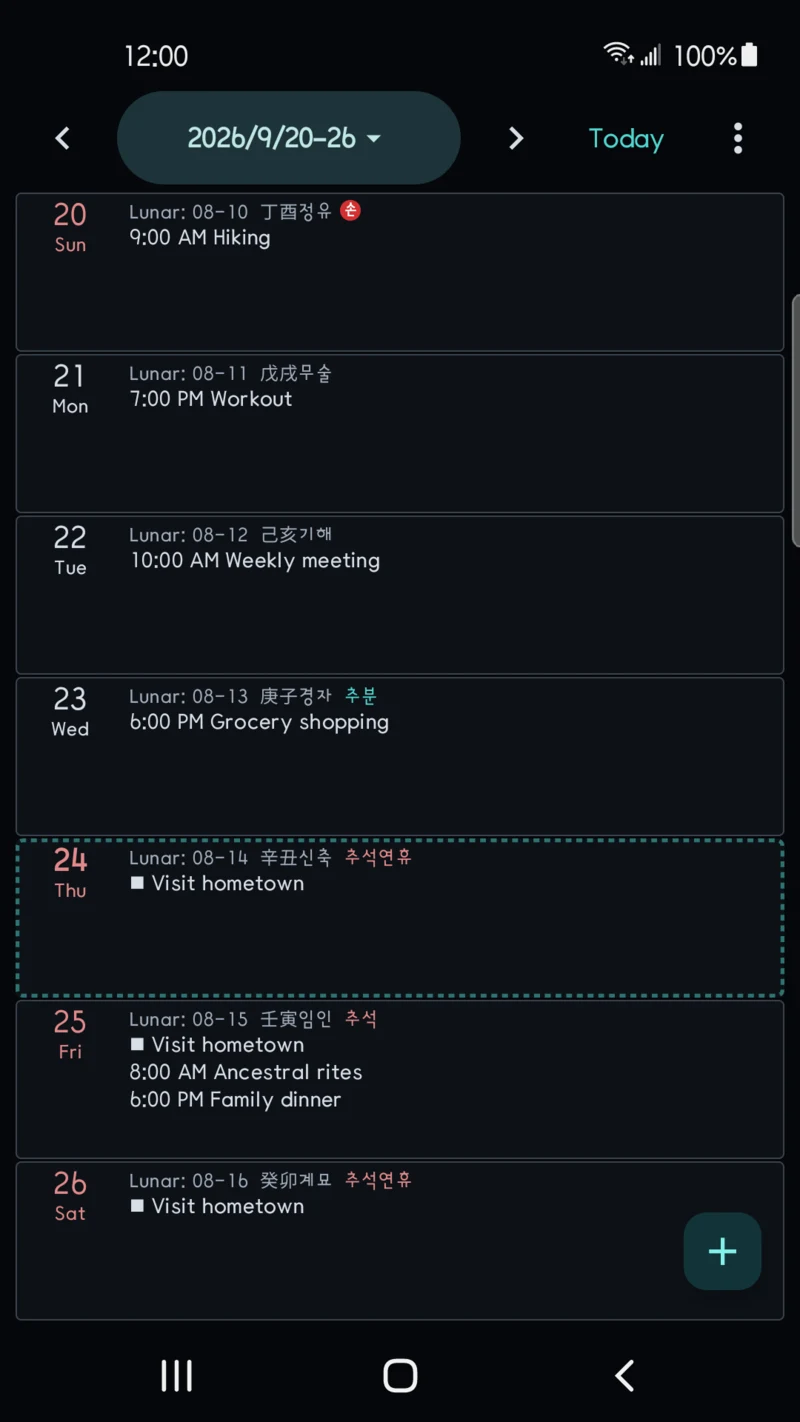 12:00 100%
2026/9/20-26 Today
20 Lunar: 08-10 丁酉정유 손
Sun 9:00 AM Hiking
21 Lunar: 08-11 戊戌무술
Mon 7:00 PM Workout
22 Lunar: 08-12 己亥기해
Tue 10:00 AM Weekly meeting
23 Lunar: 08-13 庚子경자 추분
Wed 6:00 PM Grocery shopping
24 Lunar: 08-14 辛丑신축 추석연휴
Thu Visit hometown
25 Lunar: 08-15 壬寅임인 추석
Fri Visit hometown
8:00 AM Ancestral rites
6:00 PM Family dinner
26 Lunar: 08-16 癸卯계묘 추석연휴
Sat Visit hometown